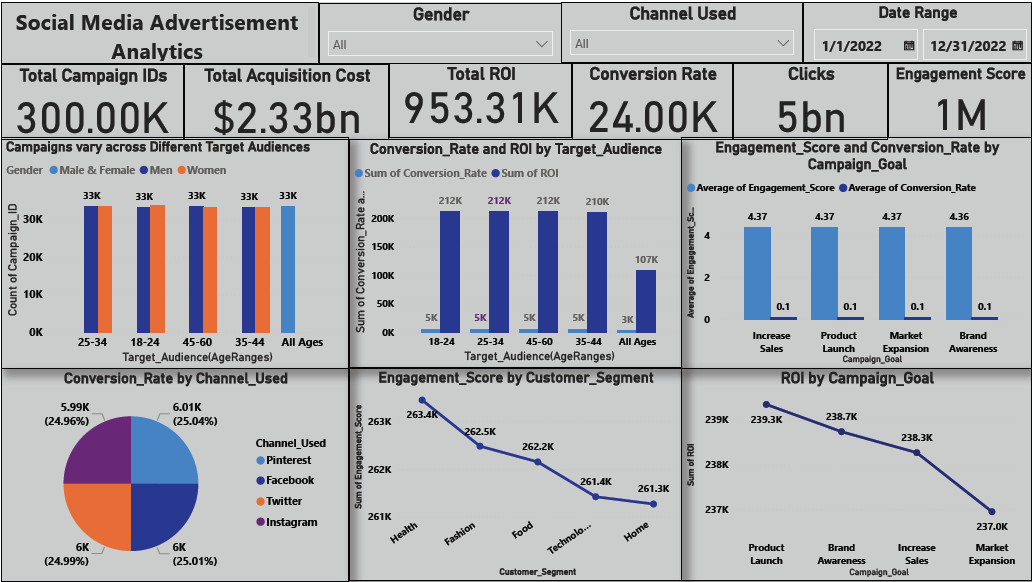 Social Media Advertisement
Analytics
Gender
All
Channel Used
All
Date Range
1/1/2022
12/31/2022
Total Campaign IDs
300.00K
Total Acquisition Cost
$2.33bn
Total ROI
953.31K
Conversion Rate
24.00K
Clicks
5bn
Engagement Score
1M
Campaigns vary across Different Target Audiences
Gender Male & Female Men Women
Count of Campaign_ID
30K
20K
10K
0K
33K 33K 33K 33K 33K
25-34 18-24 45-60 35-44 All Ages
Target_Audience(AgeRanges)
Conversion_Rate and ROI by Target_Audience
Sum of Conversion_Rate Sum of ROI
Sum of Conversion_Rate a...
200K
150K
100K
50K
0K
212K 212K 212K 210K 107K
5K 5K 5K 5K 3K
18-24 25-34 45-60 35-44 All Ages
Target_Audience(AgeRanges)
Engagement_Score and Conversion_Rate by
Campaign_Goal
Average of Engagement_Score Average of Conversion_Rate
Average of Engagement_Sc...
4
2
0
4.37 4.37 4.37 4.36
0.1 0.1 0.1 0.1
Increase Product Market Brand
Sales Launch Expansion Awareness
Campaign_Goal
Conversion_Rate by Channel_Used
5.99K
(24.96%)
6.01K
(25.04%)
6K
(24.99%)
6K
(25.01%)
Channel_Used
Pinterest
Facebook
Twitter
Instagram
Engagement_Score by Customer_Segment
Sum of Engagement_Score
263K
262K
261K
263.4K
262.5K
262.2K
261.4K
261.3K
Health Fashion Food Technolo... Home
Customer_Segment
ROI by Campaign_Goal
Sum of ROI
239K
238K
237K
239.3K
238.7K
238.3K
237.0K
Product Brand Increase Market
Launch Awareness Sales Expansion
Campaign_Goal